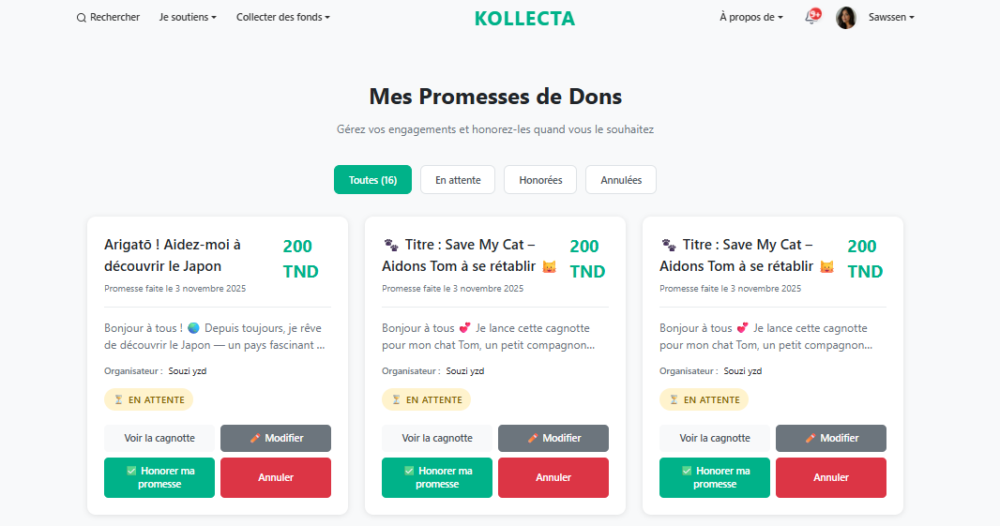 Rechercher Je soutiens Collecter des fonds KOLLECTA À propos de 9+ Sawssen
Mes Promesses de Dons
Gérez vos engagements et honorez-les quand vous le souhaitez
Toutes (16) En attente Honorées Annulées
Arigatō ! Aidez-moi à
découvrir le Japon
200
TND
Promesse faite le 3 novembre 2025
Bonjour à tous ! 🌏 Depuis toujours, je rêve
de découvrir le Japon — un pays fascinant ...
Organisateur : Souzi yzd
⏳ EN ATTENTE
Voir la cagnotte ✏️ Modifier
✅ Honorer ma
promesse
Annuler
🐾 Titre : Save My Cat –
Aidons Tom à se rétablir 😺
200
TND
Promesse faite le 3 novembre 2025
Bonjour à tous 💕 Je lance cette cagnotte
pour mon chat Tom, un petit compagnon...
Organisateur : Souzi yzd
⏳ EN ATTENTE
Voir la cagnotte ✏️ Modifier
✅ Honorer ma
promesse
Annuler
🐾 Titre : Save My Cat –
Aidons Tom à se rétablir 😺
200
TND
Promesse faite le 3 novembre 2025
Bonjour à tous 💕 Je lance cette cagnotte
pour mon chat Tom, un petit compagnon...
Organisateur : Souzi yzd
⏳ EN ATTENTE
Voir la cagnotte ✏️ Modifier
✅ Honorer ma
promesse
Annuler